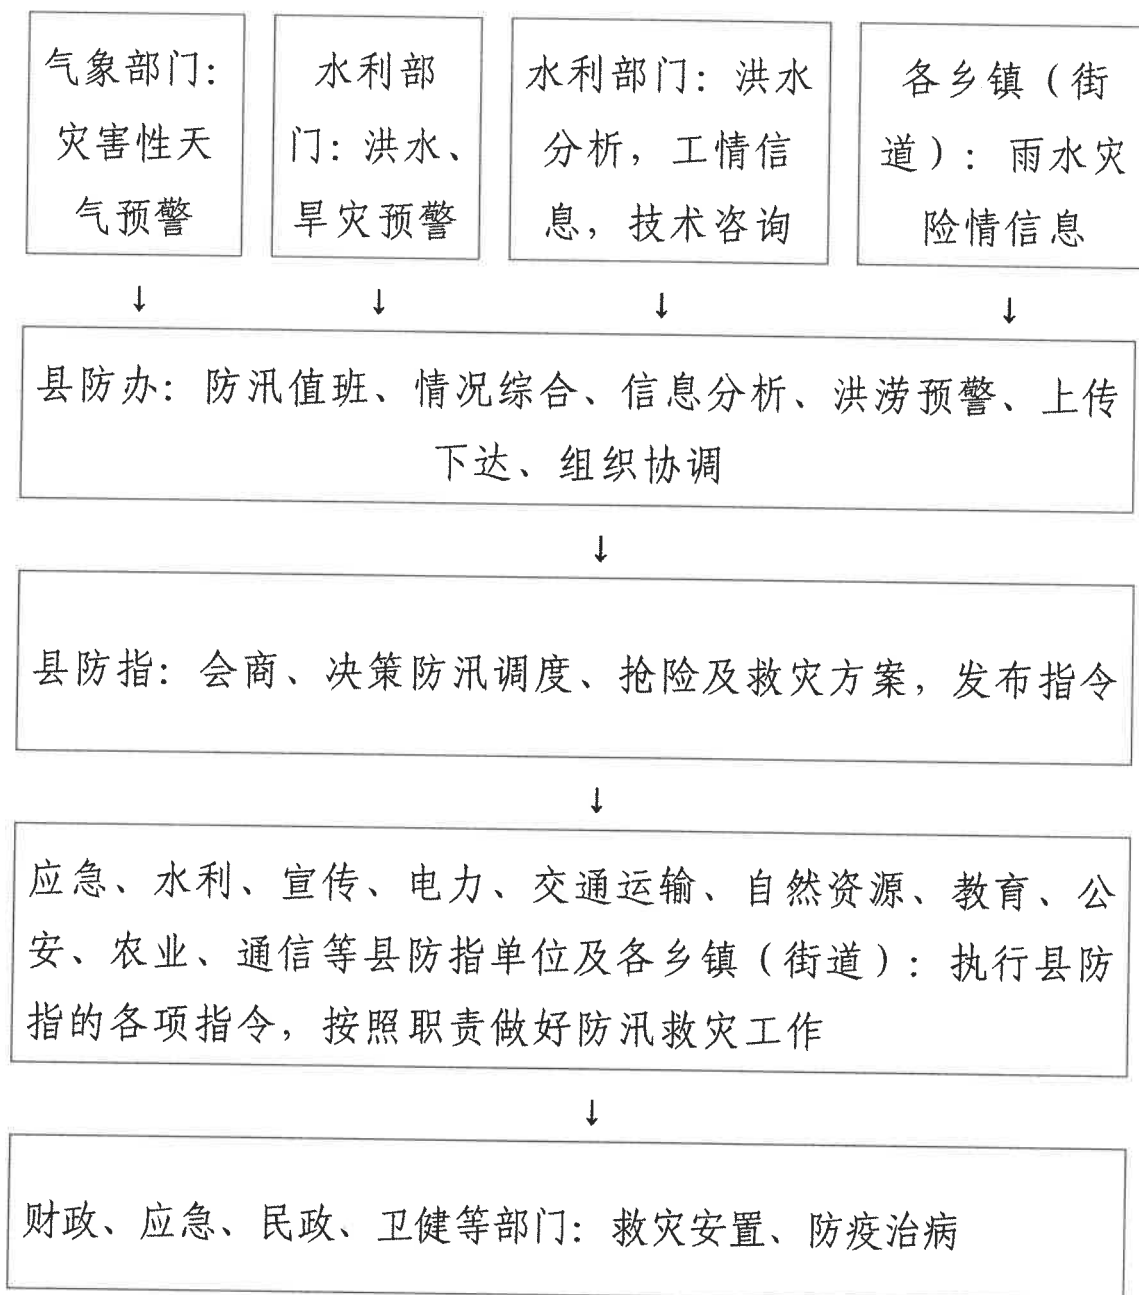 气象部门：
灾害性天
气预警
水利部
门：洪水、
旱灾预警
水利部门：洪水
分析，工情信
息，技术咨询
各乡镇（街
道）：雨水灾
险情信息
↓ ↓ ↓ ↓
县防办：防汛值班、情况综合、信息分析、洪涝预警、上传
下达、组织协调
↓
县防指：会商、决策防汛调度、抢险及救灾方案，发布指令
↓
应急、水利、宣传、电力、交通运输、自然资源、教育、公
安、农业、通信等县防指单位及各乡镇（街道）：执行县防
指的各项指令，按照职责做好防汛救灾工作
↓
财政、应急、民政、卫健等部门：救灾安置、防疫治病